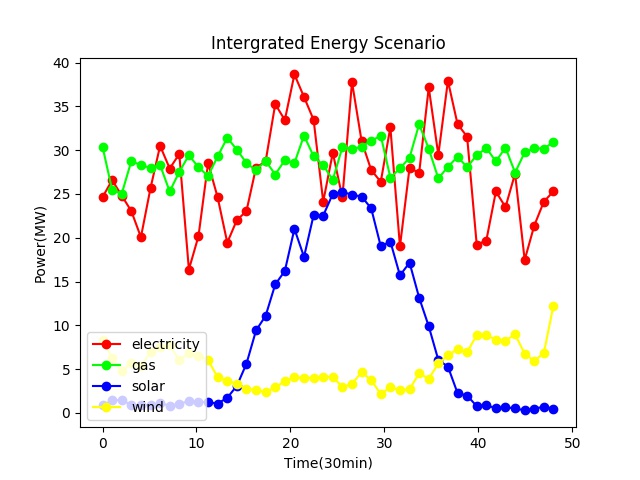 Intergrated Energy Scenario
40
35
30
25
20
15
10
5
0
Power(MW)
electricity
gas
solar
wind
0 10 20 30 40 50
Time(30min)